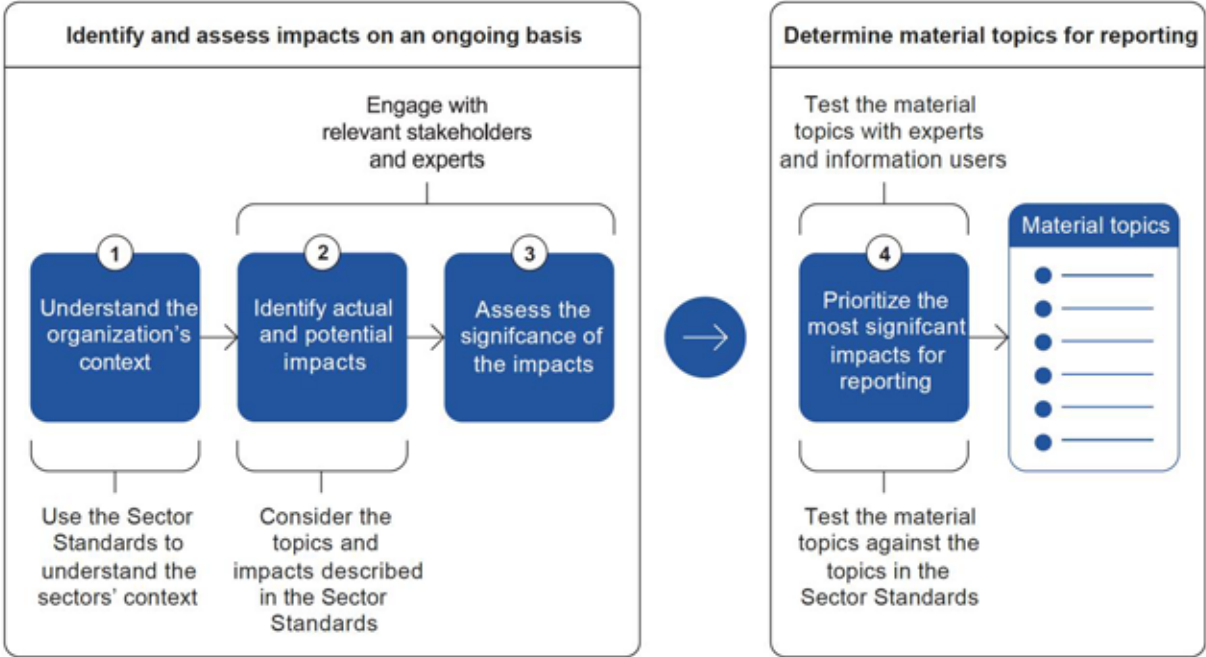 Identify and assess impacts on an ongoing basis
Engage with
relevant stakeholders
and experts
1
Understand the
organization's
context
2
Identify actual
and potential
impacts
3
Assess the
signifcance of
the impacts
Use the Sector
Standards to
understand the
sectors' context
Consider the
topics and
impacts described
in the Sector
Standards
Determine material topics for reporting
Test the material
topics with experts
and information users
4
Prioritize the
most signifcant
impacts for
reporting
Material topics
Test the material
topics against the
topics in the
Sector Standards